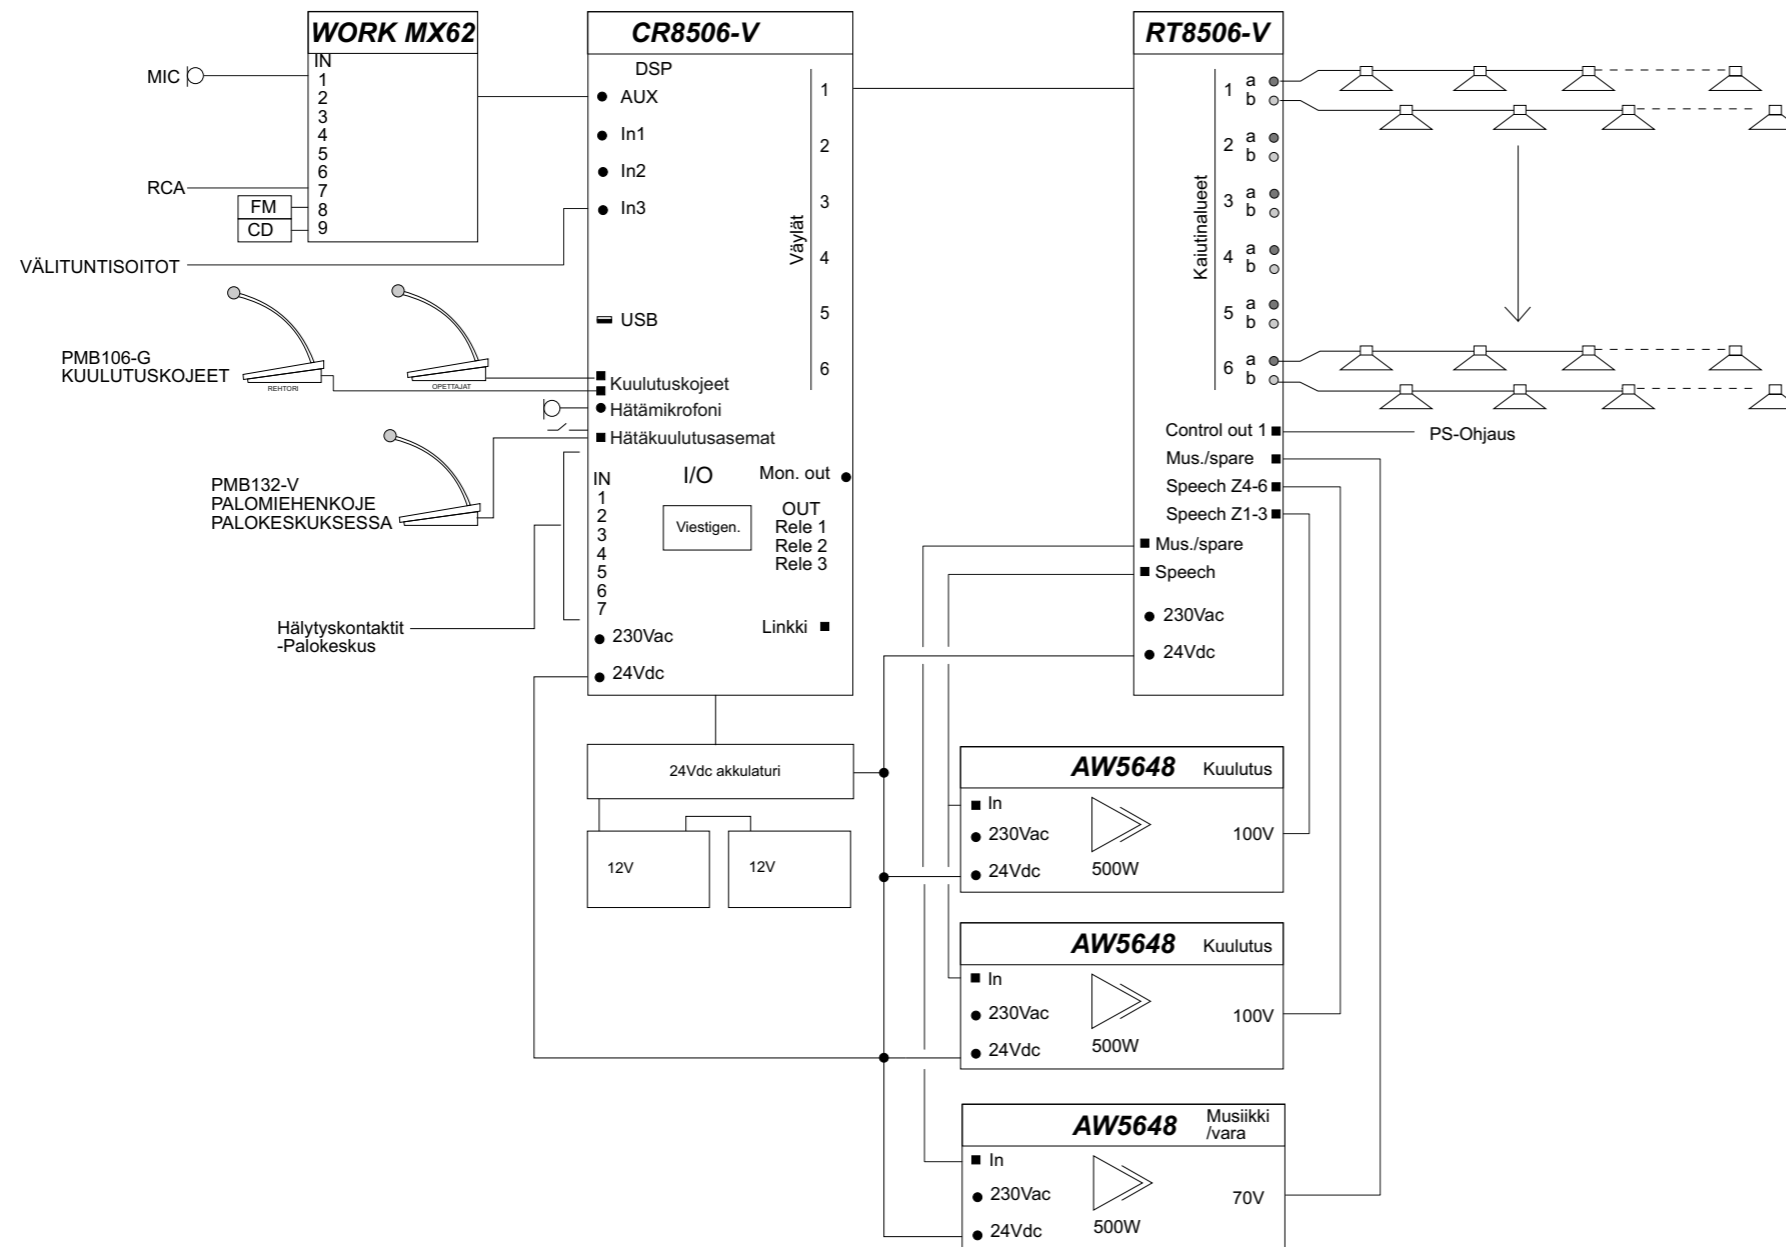 WORK MX62
IN
1
2
3
4
5
6
7
8
9
MIC
RCA
FM
CD
VÄLITUNTISOITOT
PMB106-G
KUULUTUSKOJEET
REHTORI
OPETTAJAT
PMB132-V
PALOMIEHENKOJE
PALOKESKUKSESSA
Hälytyskontaktit
-Palokeskus
CR8506-V
DSP
AUX
In1
In2
In3
USB
Kuulutuskojeet
Hätämikrofoni
Hätäkuulutusasemat
Väylät
1
2
3
4
5
6
IN
1
2
3
4
5
6
7
I/O
Viestigen.
Mon. out
OUT
Rele 1
Rele 2
Rele 3
230Vac
24Vdc
Linkki
24Vdc akkulaturi
12V
12V
RT8506-V
Kaiutinalueet
1 a
b
2 a
b
3 a
b
4 a
b
5 a
b
6 a
b
Control out 1
PS-Ohjaus
Mus./spare
Speech Z4-6
Speech Z1-3
Mus./spare
Speech
230Vac
24Vdc
AW5648 Kuulutus
In
230Vac
24Vdc
500W
100V
AW5648 Kuulutus
In
230Vac
24Vdc
500W
100V
AW5648 Musiikki
/vara
In
230Vac
24Vdc
500W
70V